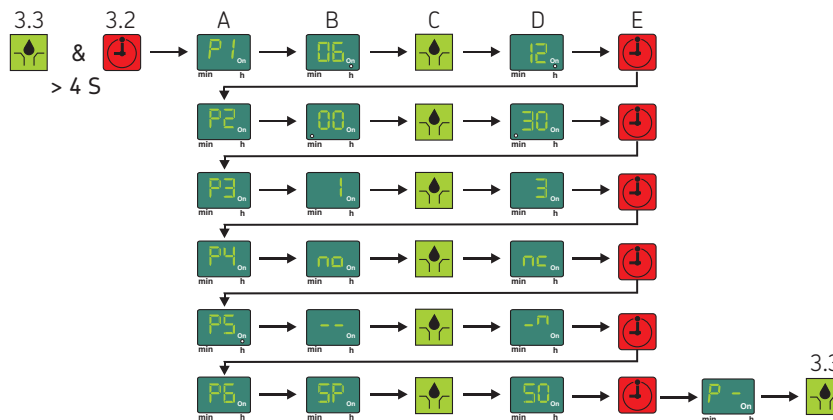 3.3 3.2 A B C D E
& P1 On 06 On 12 On
min h min h min h
> 4 S
P2 On 00 On 30 On
min h min h min h
P3 On 1 On 3 On
min h min h min h
P4 On no On nc On
min h min h min h
P5 On -- On On
min h min h min h
3.3
P6 On SP On SO On P - On
min h min h min h min h